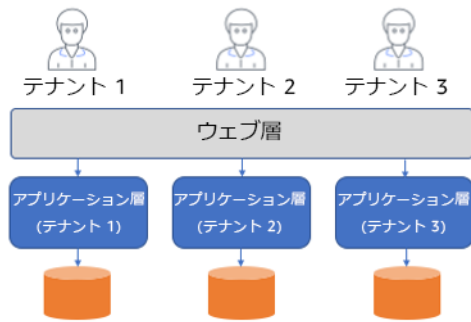 テナント 1
テナント 2
テナント 3
ウェブ層
アプリケーション層
(テナント 1)
アプリケーション層
(テナント 2)
アプリケーション層
(テナント 3)